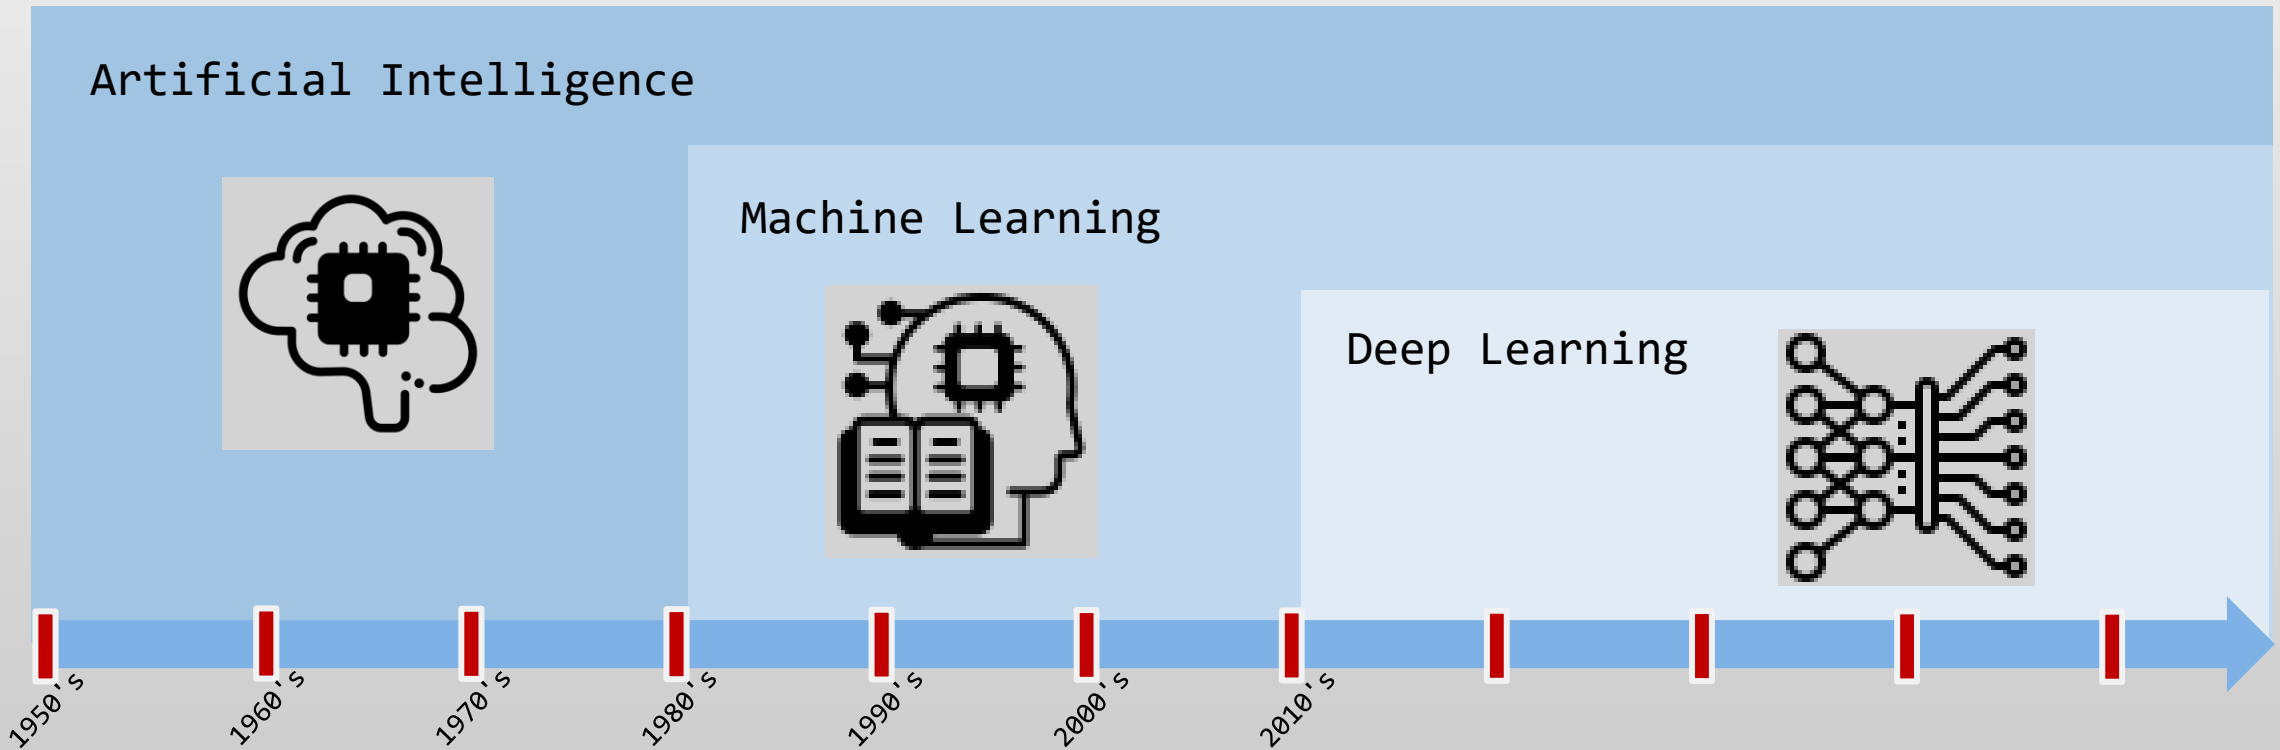 Artificial Intelligence
Machine Learning
Deep Learning
1950's
1960's
1970's
1980's
1990's
2000's
2010's